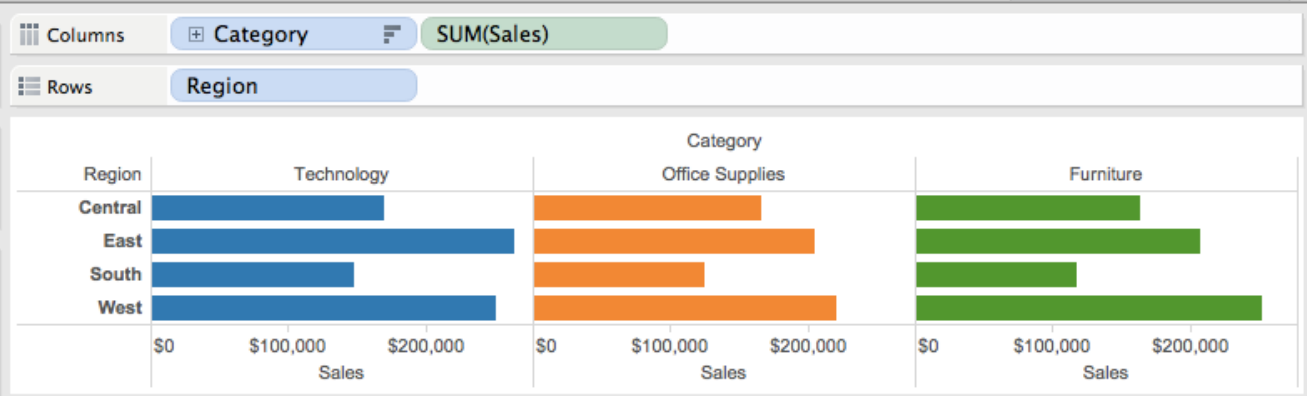 Columns Category SUM(Sales)
Rows Region
Category
Region Technology Office Supplies Furniture
Central
East
South
West
$0 $100,000 $200,000 $0 $100,000 $200,000 $0 $100,000 $200,000
Sales Sales Sales